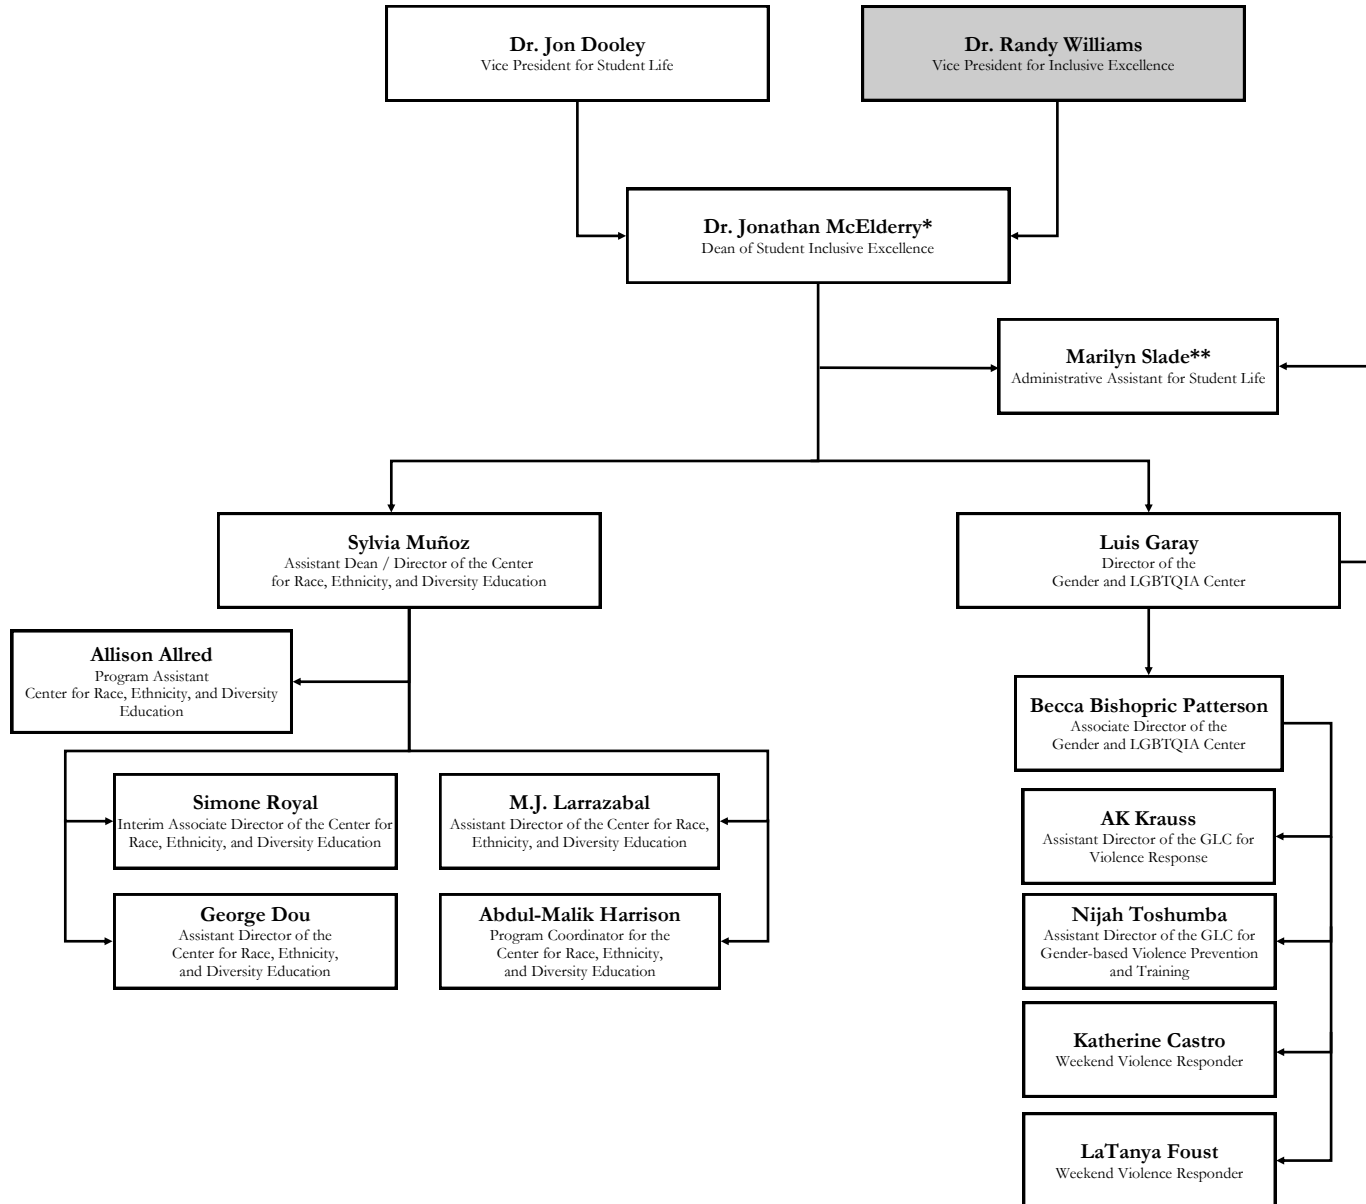 Dr. Jon Dooley
Vice President for Student Life
Dr. Randy Williams
Vice President for Inclusive Excellence
Dr. Jonathan McElderry*
Dean of Student Inclusive Excellence
Marilyn Slade**
Administrative Assistant for Student Life
Sylvia Muñoz
Assistant Dean / Director of the Center
for Race, Ethnicity, and Diversity Education
Luis Garay
Director of the
Gender and LGBTQIA Center
Allison Allred
Program Assistant
Center for Race, Ethnicity, and Diversity
Education
Becca Bishopric Patterson
Associate Director of the
Gender and LGBTQIA Center
Simone Royal
Interim Associate Director of the Center for
Race, Ethnicity, and Diversity Education
M.J. Larrazabal
Assistant Director of the Center for Race,
Ethnicity, and Diversity Education
AK Krauss
Assistant Director of the GLC for
Violence Response
George Dou
Assistant Director of the
Center for Race, Ethnicity,
and Diversity Education
Abdul-Malik Harrison
Program Coordinator for the
Center for Race, Ethnicity,
and Diversity Education
Nijah Toshumba
Assistant Director of the GLC for
Gender-based Violence Prevention
and Training
Katherine Castro
Weekend Violence Responder
LaTanya Foust
Weekend Violence Responder